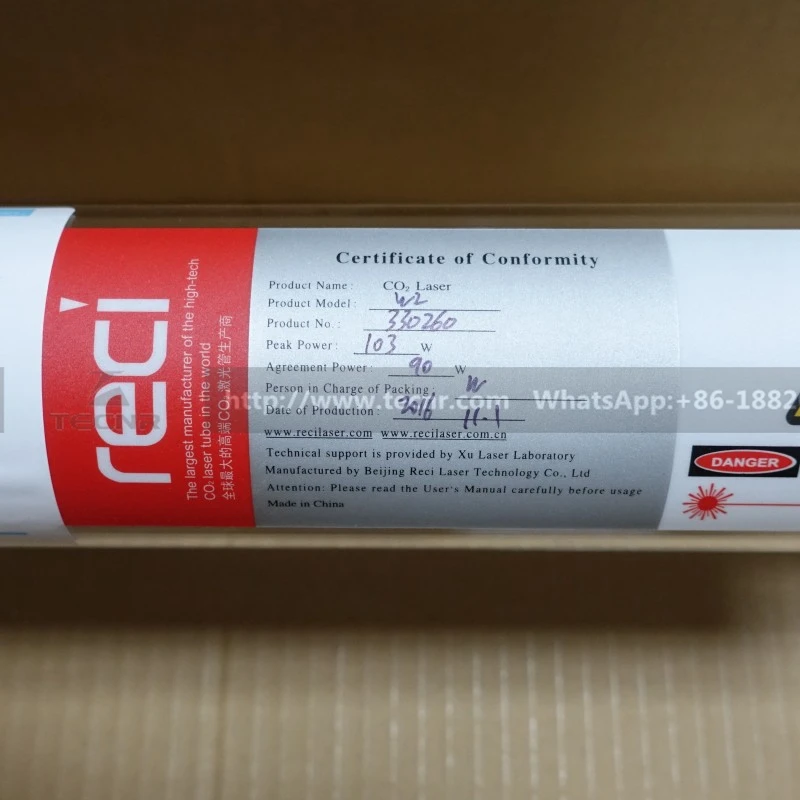 reci
The largest manufacturer of the high-tech
CO₂ laser tube in the world
全球最大的高端CO₂激光管生产商
Certificate of Conformity
Product Name: CO₂ Laser
Product Model: W2
Product No.: 330260
Peak Power: 103 W
Agreement Power: 90 W
Person in Charge of Packing: W
Date of Production: 2016 11.1
www.recilaser.com www.recilaser.com.cn
Technical support is provided by Xu Laser Laboratory
Manufactured by Beijing Reci Laser Technology Co., Ltd
Attention: Please read the User's Manual carefully before usage
Made in China
DANGER
TECNR
http://www.tecnr.com WhatsApp:+86-1882